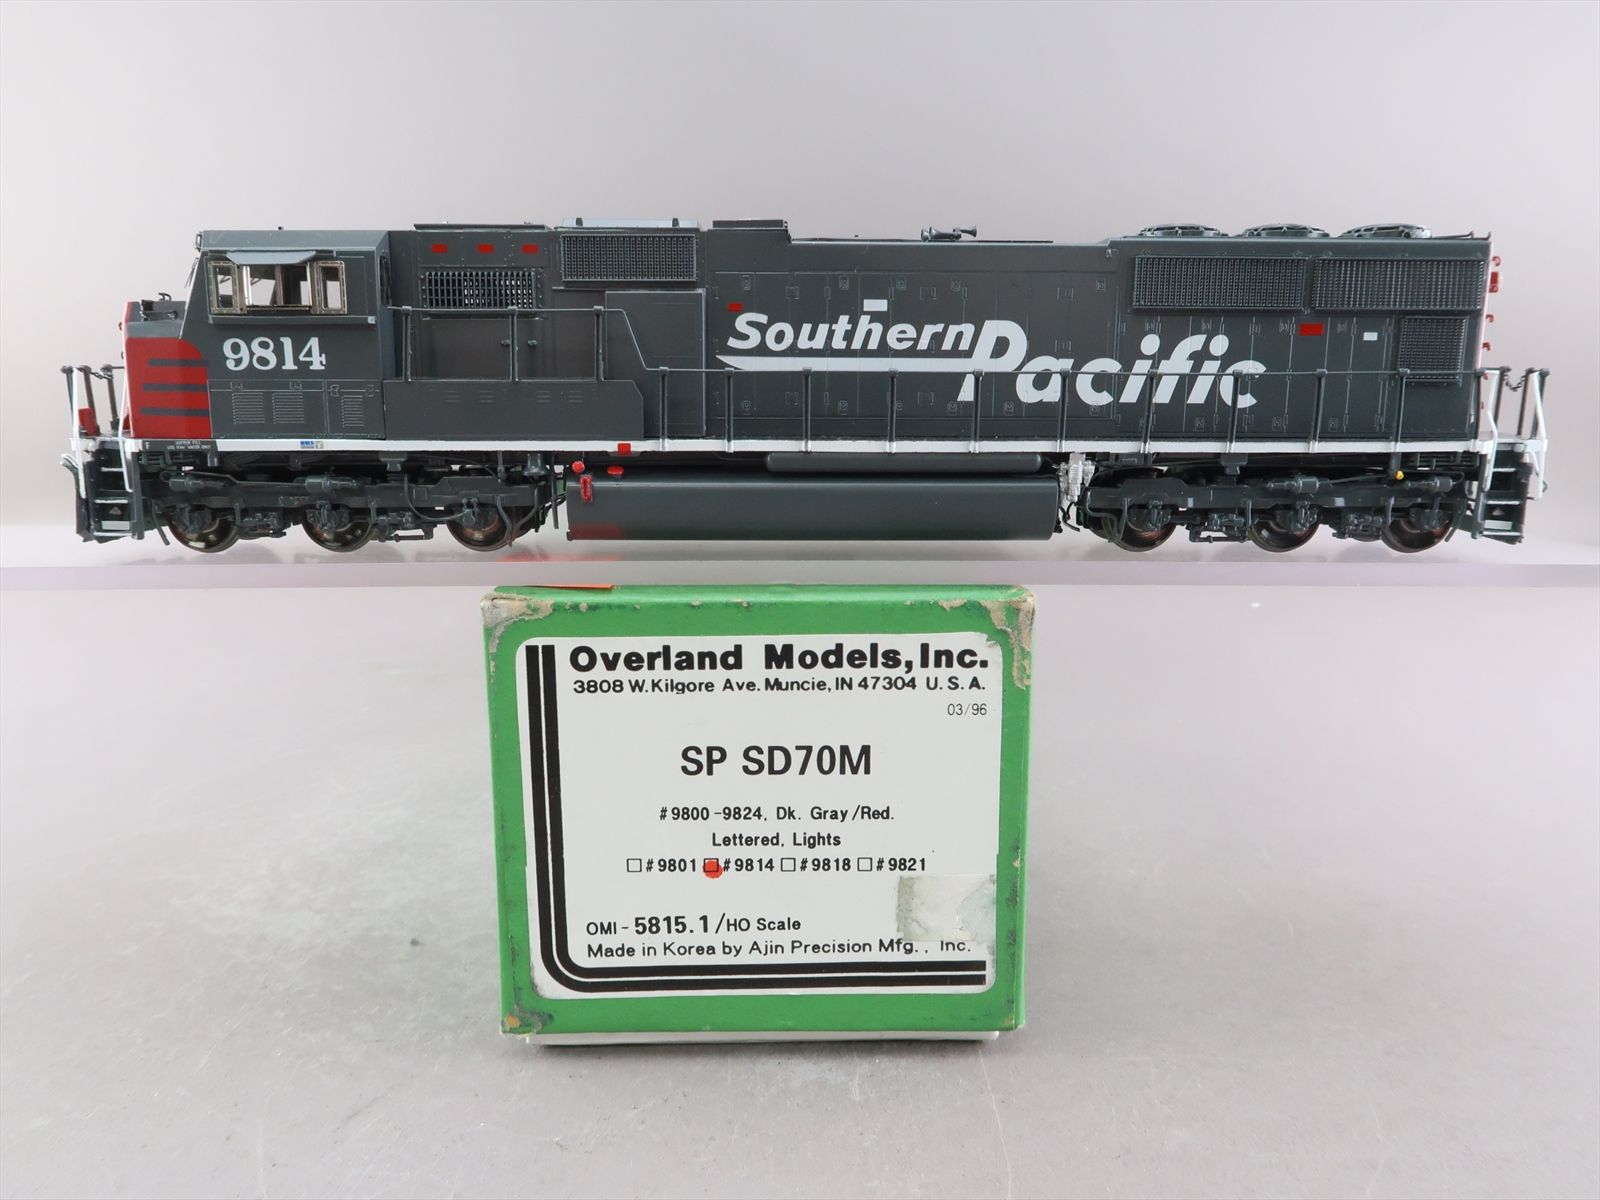 9814
Southern
Pacific
F
Overland Models, Inc.
3808 W. Kilgore Ave. Muncie, IN 47304 U. S. A.
03/96
SP SD70M
#9800-9824, Dk. Gray/Red.
Lettered, Lights
#9801 #9814 #9818 #9821
OMI-5815.1/HO Scale
Made in Korea by Ajin Precision Mfg., Inc.